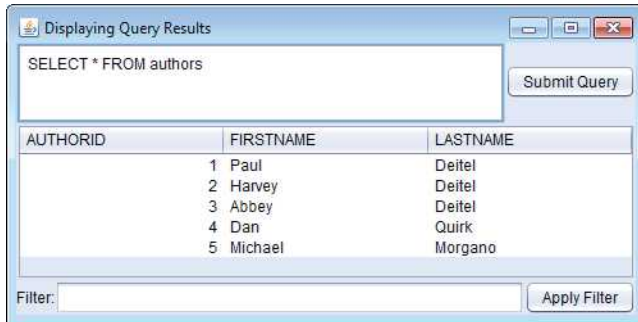 Displaying Query Results
SELECT * FROM authors
Submit Query
AUTHORID FIRSTNAME LASTNAME
1 Paul Deitel
2 Harvey Deitel
3 Abbey Deitel
4 Dan Quirk
5 Michael Morgano
Filter: Apply Filter